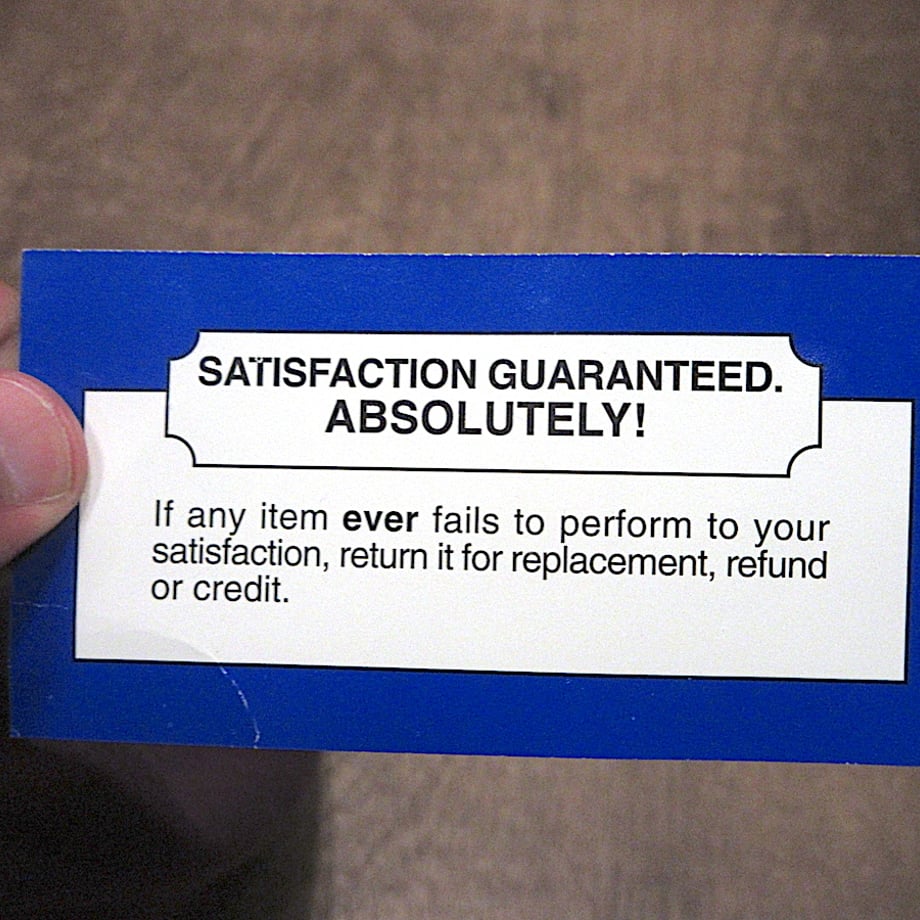 SATISFACTION GUARANTEED.
ABSOLUTELY!
If any item ever fails to perform to your
satisfaction, return it for replacement, refund
or credit.